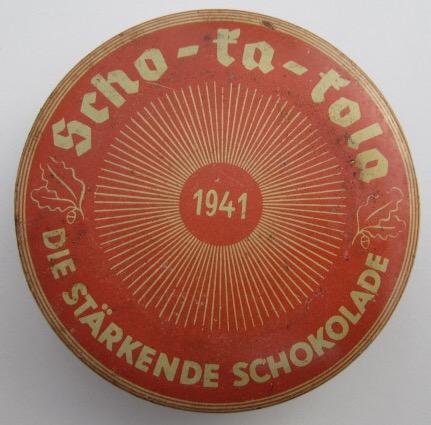 Scho-ka-kola
1941
DIE STÄRKENDE SCHOKOLADE